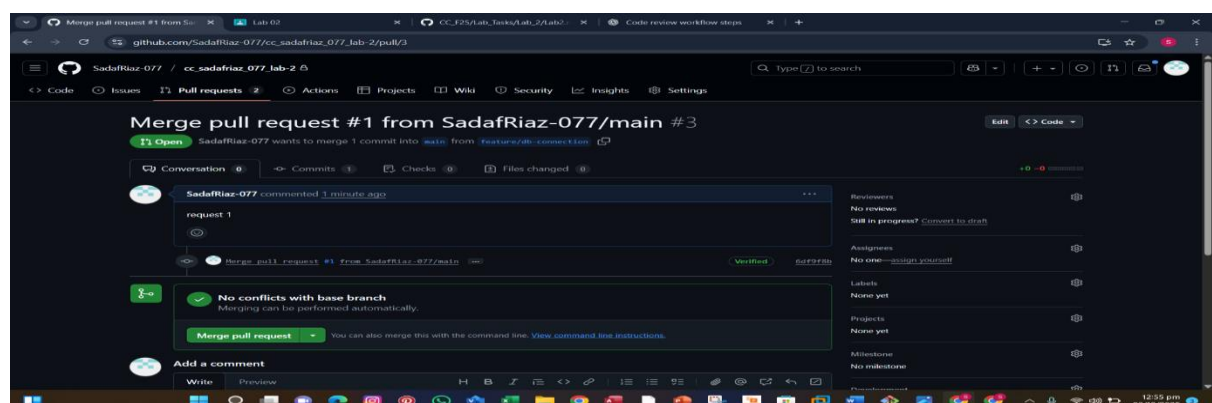 Merge pull request #1 from Sa
Lab 02
CC_F25/Lab_Tasks/Lab_2/Lab2.
Code review workflow steps
github.com/SadafRiaz-077/cc_sadafriaz_077_lab-2/pull/3
SadafRiaz-077 / cc_sadafriaz_077_lab-2
Type / to search
Code Issues Pull requests 2 Actions Projects Wiki Security Insights Settings
Merge pull request #1 from SadafRiaz-077/main #3
Edit <> Code
Open SadafRiaz-077 wants to merge 1 commit into main from feature/db-connection
Conversation 0 Commits 1 Checks 0 Files changed 0
+0 −0
SadafRiaz-077 commented 1 minute ago
request 1
Merge pull request #1 from SadafRiaz-077/main
Verified 6df9f8b
No conflicts with base branch
Merging can be performed automatically.
Merge pull request You can also merge this with the command line. View command line instructions.
Add a comment
Write Preview
H B I
Reviewers
No reviews
Still in progress? Convert to draft
Assignees
No one—assign yourself
Labels
None yet
Projects
None yet
Milestone
No milestone
Development
12:55 pm